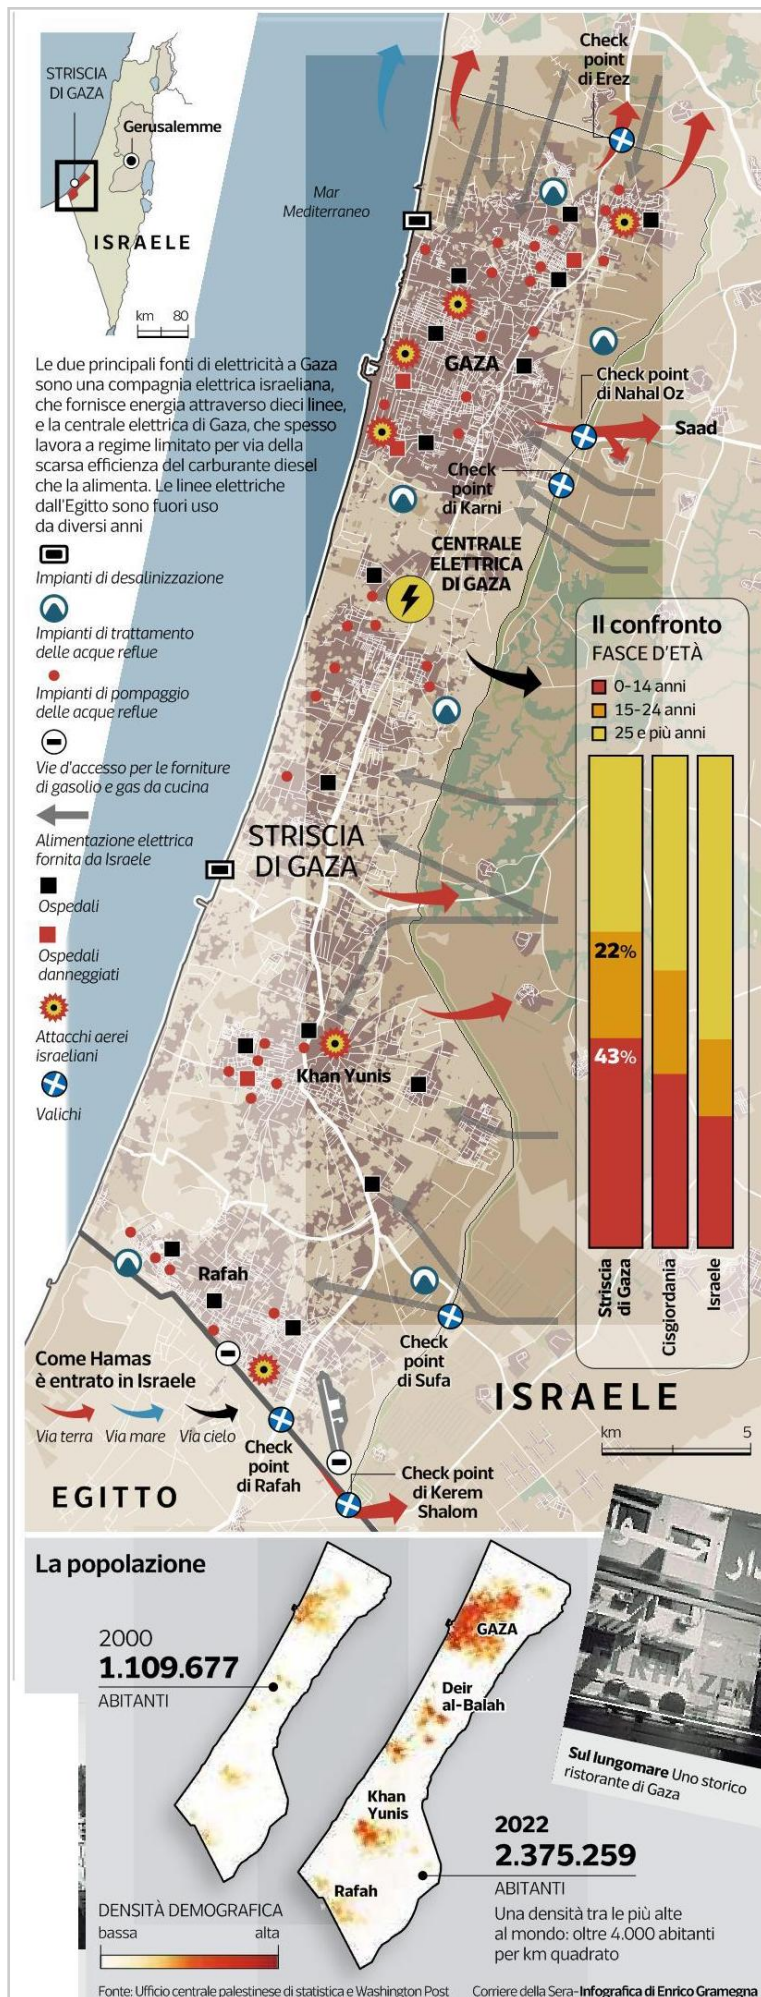 STRISCIA
DI GAZA
Gerusalemme
ISRAELE
km 80
Mar
Mediterraneo
Check
point
di Erez
Le due principali fonti di elettricità a Gaza
sono una compagnia elettrica israeliana,
che fornisce energia attraverso dieci linee,
e la centrale elettrica di Gaza, che spesso
lavora a regime limitato per via della
scarsa efficienza del carburante diesel
che la alimenta. Le linee elettriche
dall'Egitto sono fuori uso
da diversi anni
GAZA
Check point
di Nahal Oz
Saad
Check
point
di Karni
CENTRALE
ELETTRICA
DI GAZA
Impianti di desalinizzazione
Impianti di trattamento
delle acque reflue
Impianti di pompaggio
delle acque reflue
Vie d'accesso per le forniture
di gasolio e gas da cucina
Alimentazione elettrica
fornita da Israele
Ospedali
Ospedali
danneggiati
Attacchi aerei
israeliani
Valichi
STRISCIA
DI GAZA
Khan Yunis
Il confronto
FASCE D'ETÀ
0-14 anni
15-24 anni
25 e più anni
22%
43%
Striscia
di Gaza
Cisgiordania
Israele
Rafah
Check
point
di Sufa
Come Hamas
è entrato in Israele
Via terra Via mare Via cielo
ISRAELE
km 5
Check
point
di Rafah
Check point
di Kerem
Shalom
EGITTO
La popolazione
2000
1.109.677
ABITANTI
GAZA
Deir
al-Balah
Khan
Yunis
Rafah
2022
2.375.259
ABITANTI
Una densità tra le più alte
al mondo: oltre 4.000 abitanti
per km quadrato
DENSITÀ DEMOGRAFICA
bassa alta
ELKHAZEN
Sul lungomare Uno storico
ristorante di Gaza
Fonte: Ufficio centrale palestinese di statistica e Washington Post
Corriere della Sera-Infografica di Enrico Gramegna